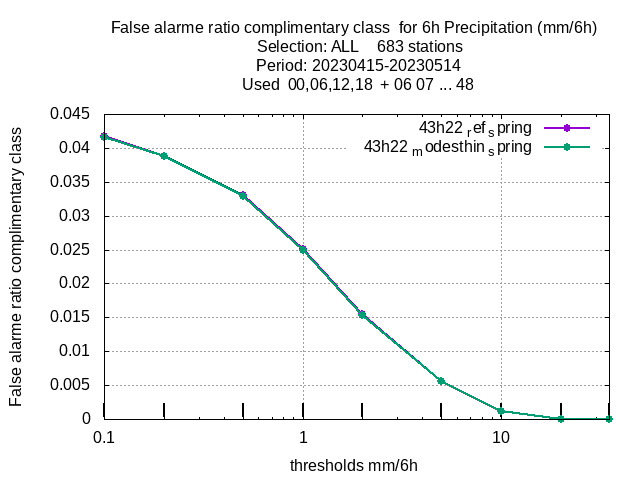 False alarme ratio complimentary class  for 6h Precipitation (mm/6h)
Selection: ALL    683 stations
Period: 20230415-20230514
Used  00,06,12,18  + 06 07 ... 48
43h22 ref spring
43h22 modesthin spring
False alarme ratio complimentary class
0.045
0.04
0.035
0.03
0.025
0.02
0.015
0.01
0.005
0
0.1
1
10
thresholds mm/6h